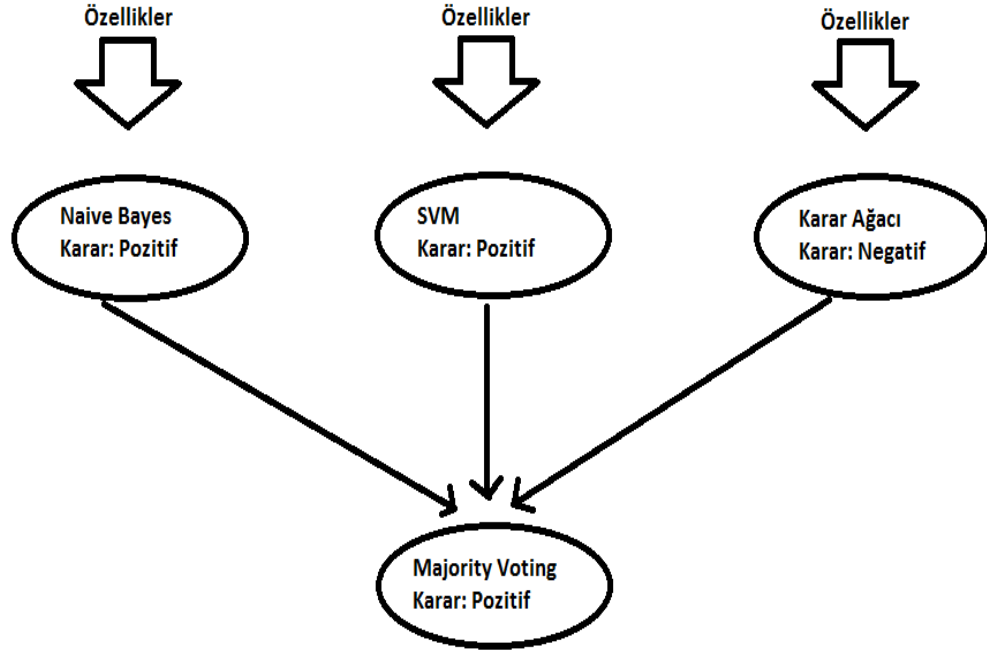 Özellikler
Özellikler
Özellikler
Naive Bayes
Karar: Pozitif
SVM
Karar: Pozitif
Karar Ağacı
Karar: Negatif
Majority Voting
Karar: Pozitif